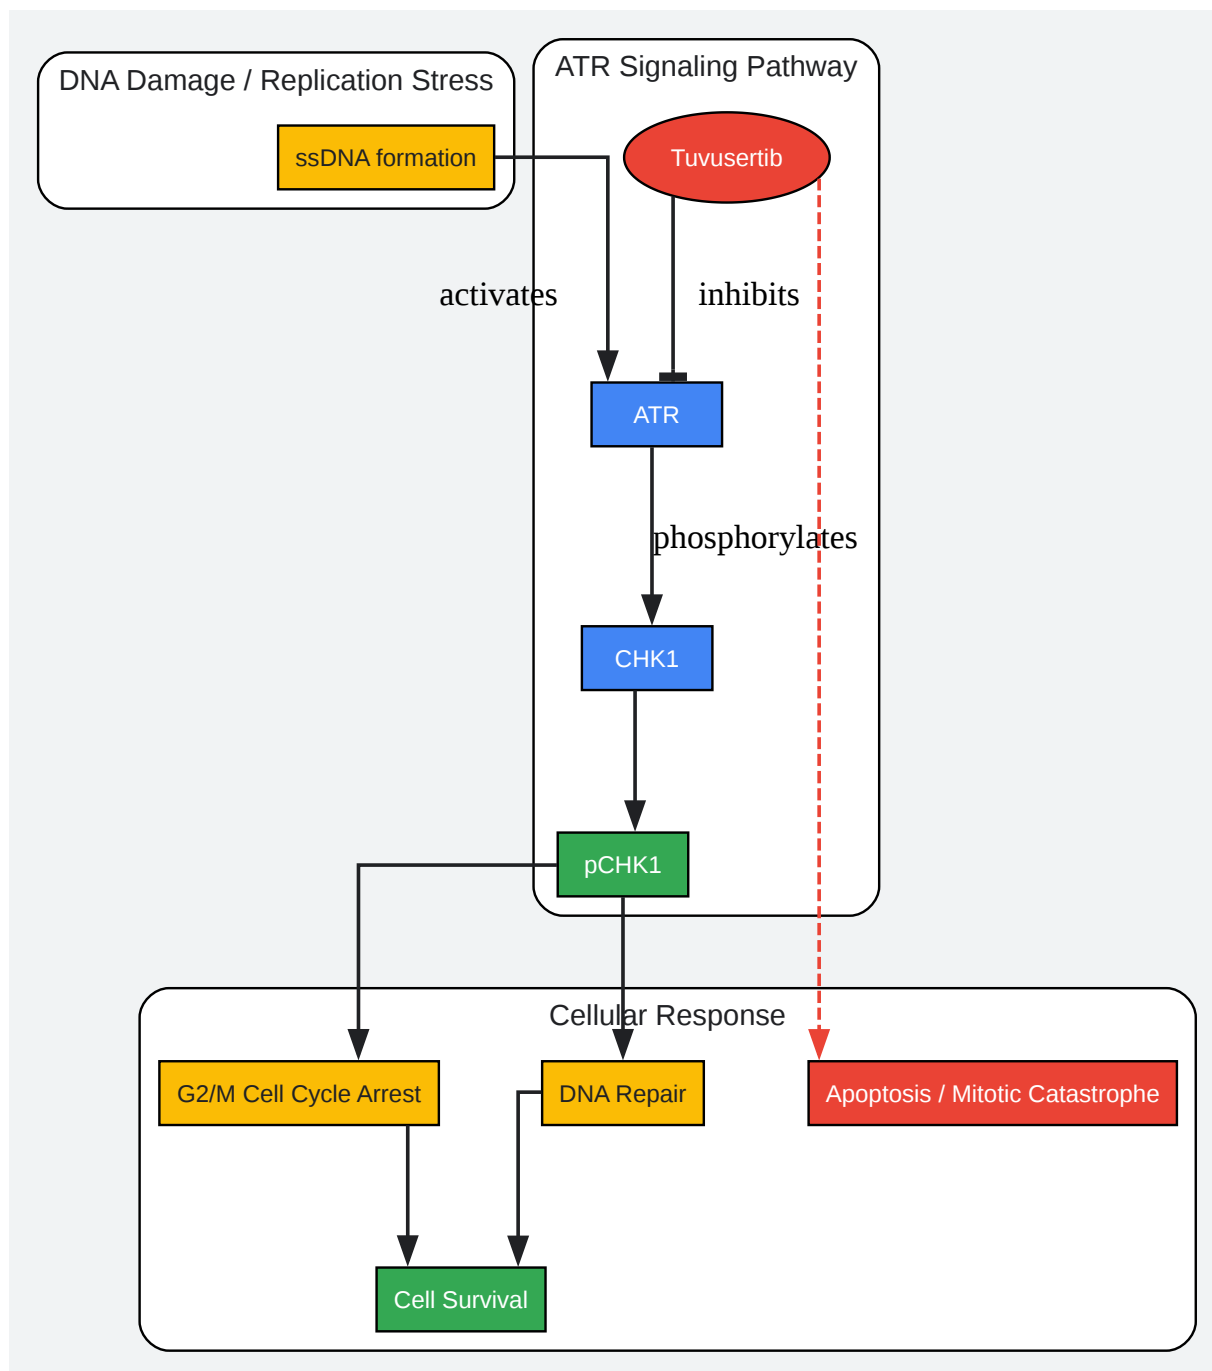 DNA Damage / Replication Stress
ATR Signaling Pathway
ssDNA formation
Tuvusertib
activates
inhibits
ATR
phosphorylates
CHK1
pCHK1
Cellular Response
G2/M Cell Cycle Arrest
DNA Repair
Apoptosis / Mitotic Catastrophe
Cell Survival